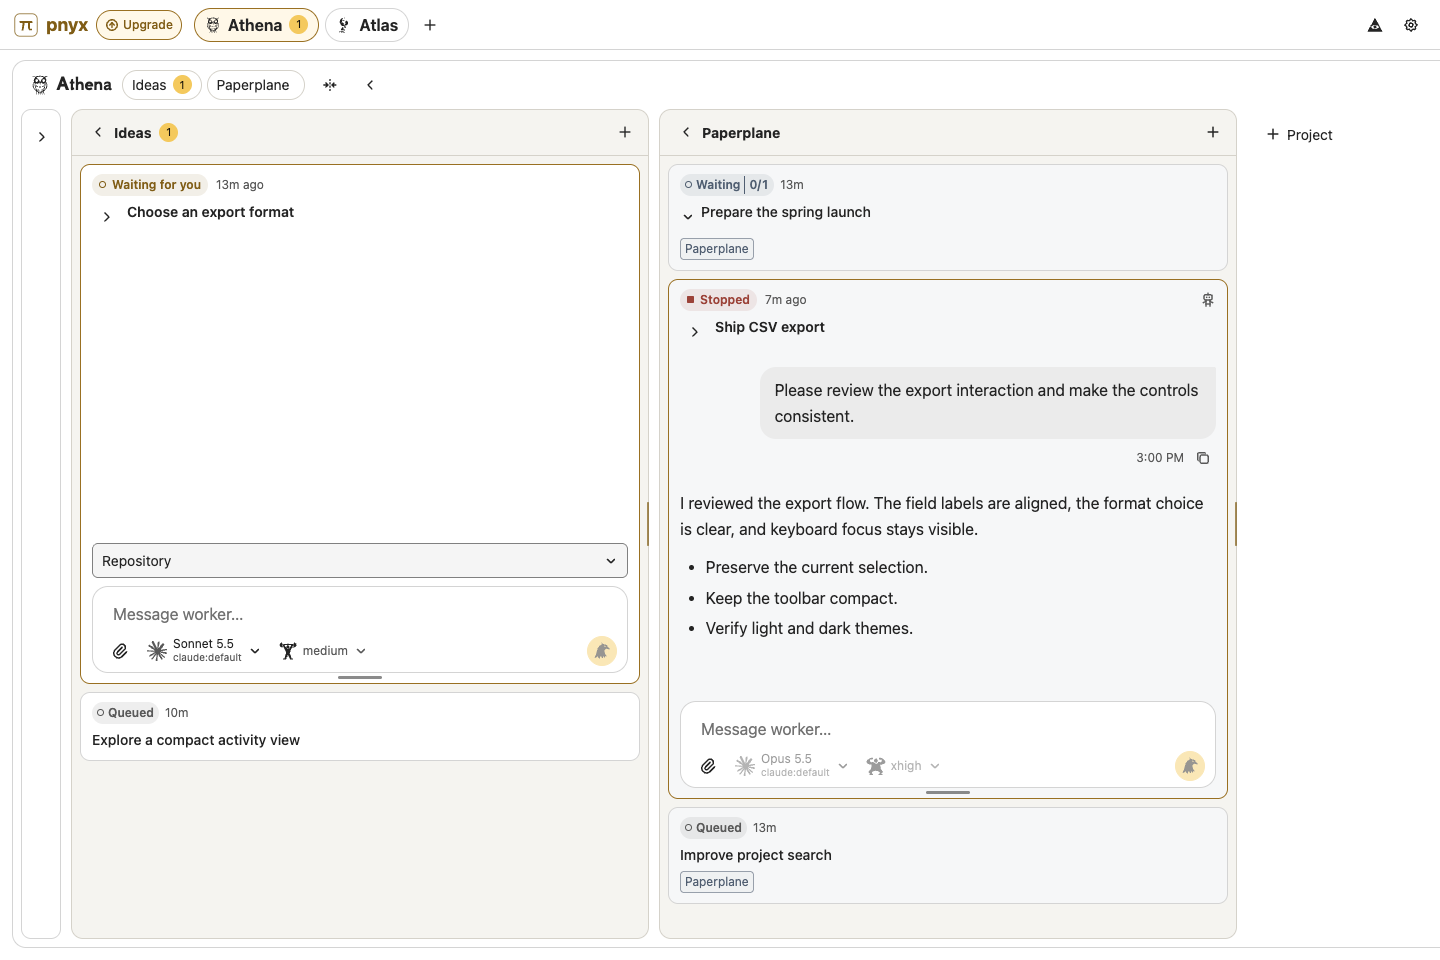 π pnyx
Upgrade
Athena 1
Atlas
Athena
Ideas 1
Paperplane
Ideas 1
Waiting for you 13m ago
Choose an export format
Repository
Message worker...
Sonnet 5.5
claude:default
medium
Queued 10m
Explore a compact activity view
Paperplane
Waiting 0/1 13m
Prepare the spring launch
Paperplane
Stopped 7m ago
Ship CSV export
Please review the export interaction and make the controls
consistent.
3:00 PM
I reviewed the export flow. The field labels are aligned, the format choice
is clear, and keyboard focus stays visible.
• Preserve the current selection.
• Keep the toolbar compact.
• Verify light and dark themes.
Message worker...
Opus 5.5
claude:default
xhigh
Queued 13m
Improve project search
Paperplane
+ Project